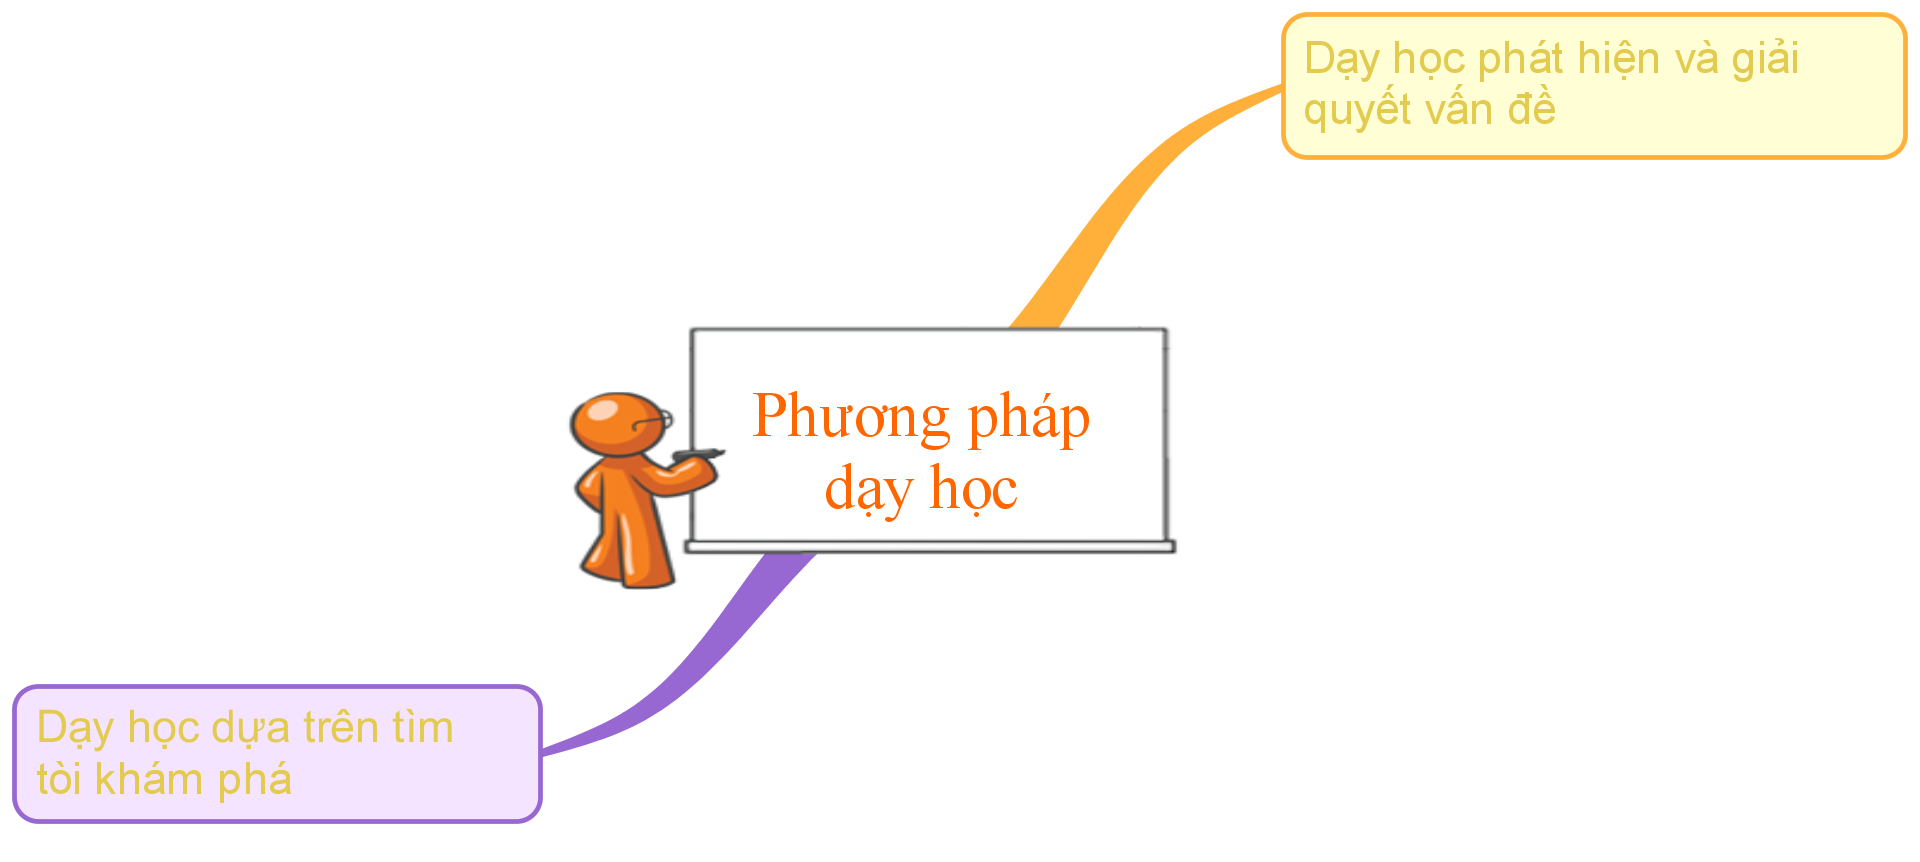 Dạy học phát hiện và giải
quyết vấn đề
Phương pháp
dạy học
Dạy học dựa trên tìm
tòi khám phá